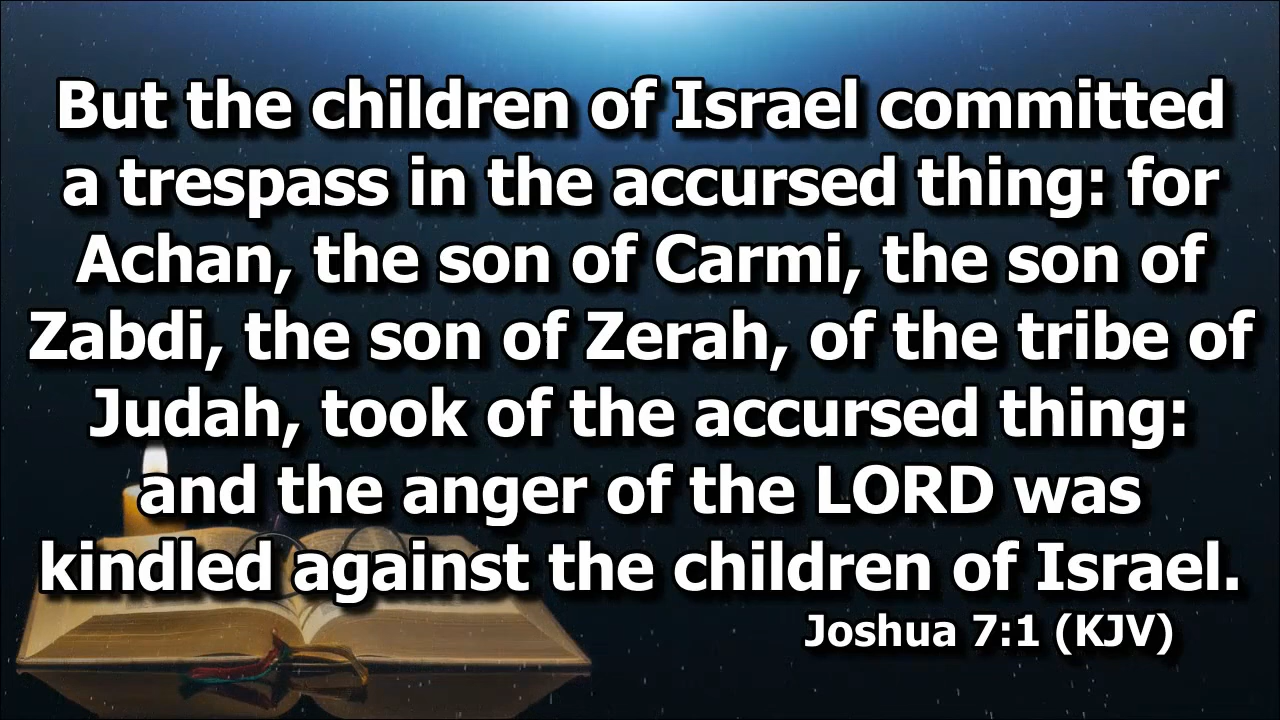 But the children of Israel committed
a trespass in the accursed thing: for
Achan, the son of Carmi, the son of
Zabdi, the son of Zerah, of the tribe of
Judah, took of the accursed thing:
and the anger of the LORD was
kindled against the children of Israel.
Joshua 7:1 (KJV)